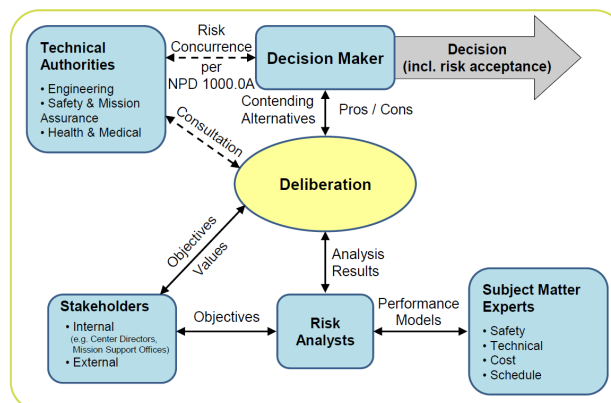 Technical
Authorities
• Engineering
• Safety & Mission
Assurance
• Health & Medical
Risk
Concurrence
per
NPD 1000.0A
Decision Maker
Decision
(incl. risk acceptance)
Contending
Alternatives
Pros / Cons
Consultation
Deliberation
Objectives
Values
Analysis
Results
Stakeholders
• Internal
(e.g. Center Directors,
Mission Support Offices)
• External
Objectives
Risk
Analysts
Performance
Models
Subject Matter
Experts
• Safety
• Technical
• Cost
• Schedule